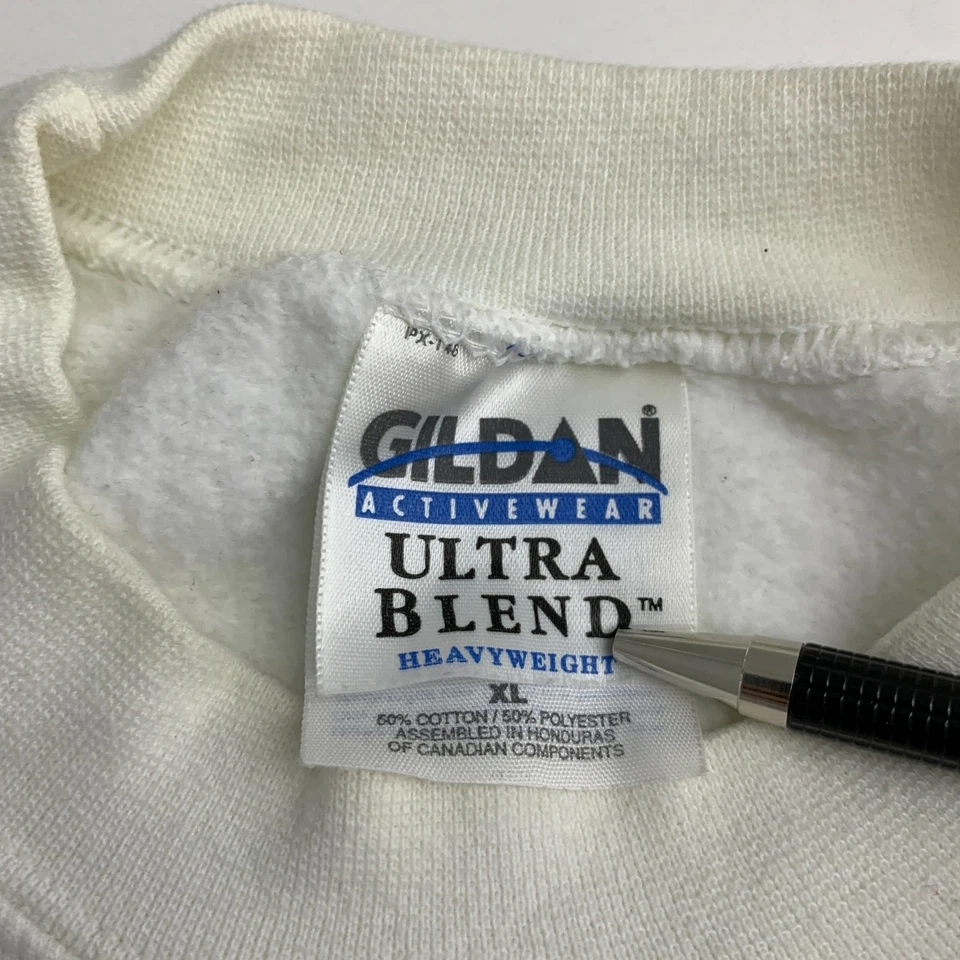 GILDAN®
ACTIVEWEAR
ULTRA
BLEND™
HEAVYWEIGHT
XL
50% COTTON / 50% POLYESTER
ASSEMBLED IN HONDURAS
OF CANADIAN COMPONENTS